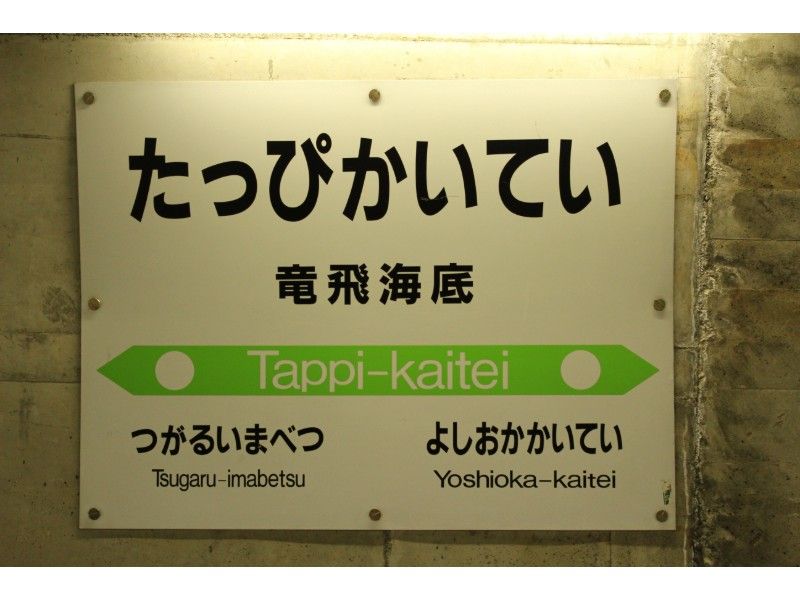 たっぴかいてい
竜飛海底
Tappi-kaitei
つがるいまべつ
Tsugaru-imabetsu
よしおかかいてい
Yoshioka-kaitei